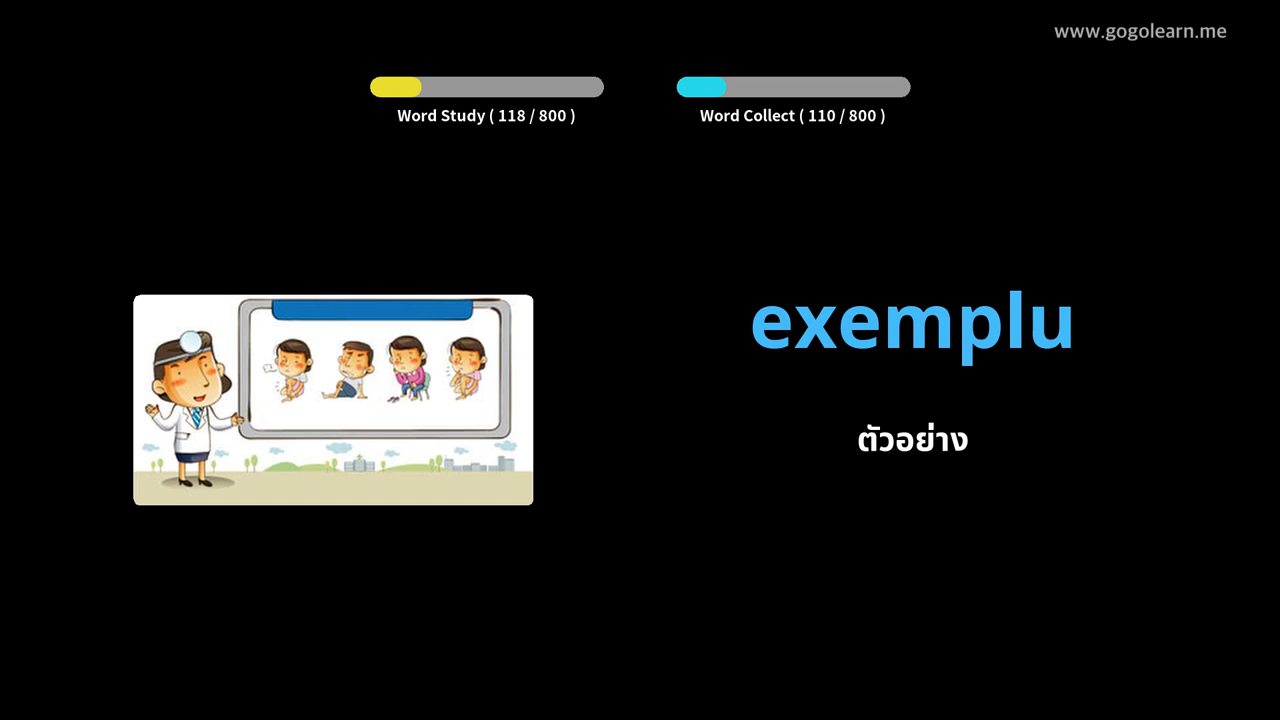 www.gogolearn.me
Word Study ( 118 / 800 )
Word Collect ( 110 / 800 )
exemplu
ตัวอย่าง